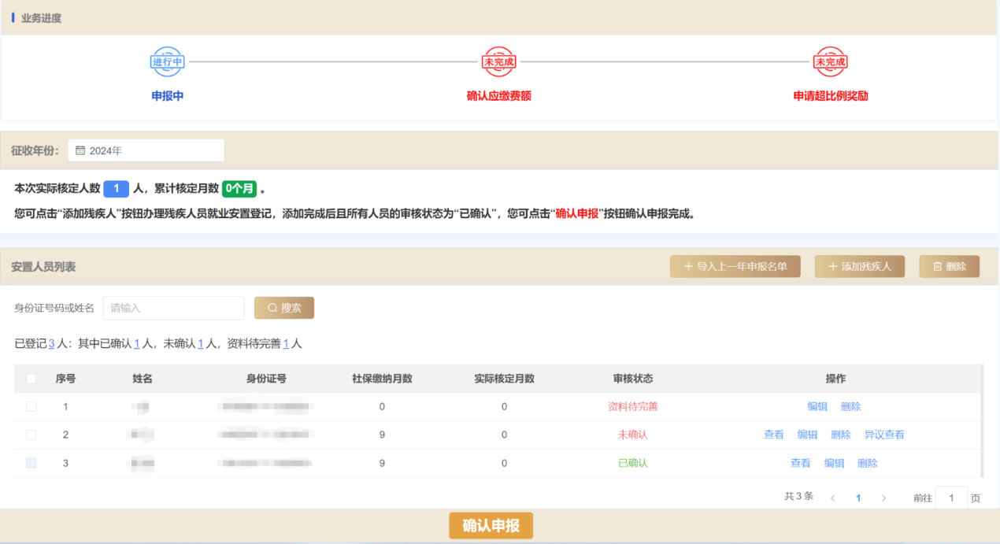 业务进度
进行中 未完成 未完成
申报中 确认应缴费额 申请超比例奖励
征收年份： 2024年
本次实际核定人数 1 人，累计核定月数 0个月 。
您可点击“添加残疾人”按钮办理残疾人员就业安置登记，添加完成后且所有人员的审核状态为“已确认”，您可点击“确认申报”按钮确认申报完成。
安置人员列表 + 导入上一年申报名单 + 添加残疾人 删除
身份证号码或姓名 请输入 搜索
已登记3人：其中已确认1人，未确认1人，资料待完善1人
序号 姓名 身份证号 社保缴纳月数 实际核定月数 审核状态 操作
1 0 0 资料待完善 编辑 删除
2 9 0 未确认 查看 编辑 删除 异议查看
3 9 0 已确认 查看 编辑 删除
共 3 条 < 1 > 前往 1 页
确认申报